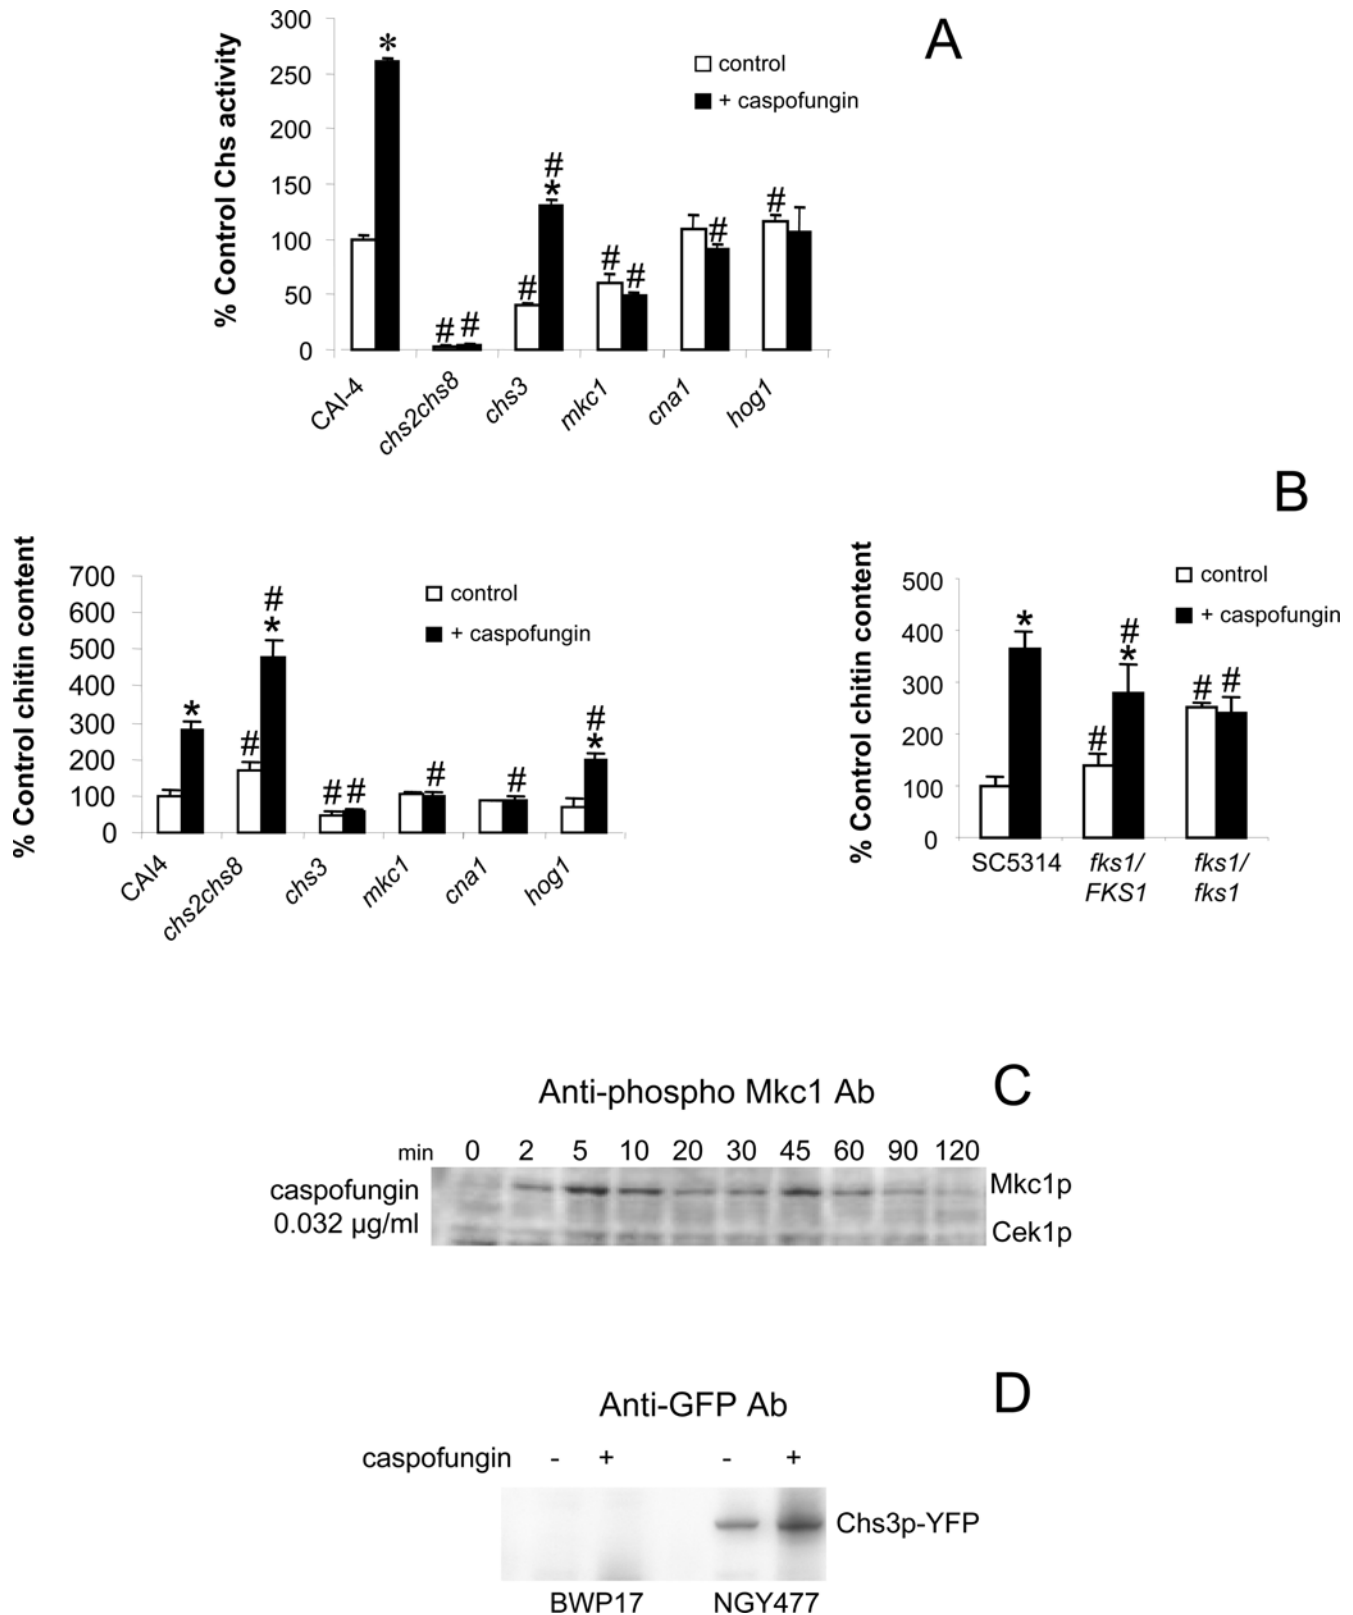 A
% Control Chs activity
300
250
200
150
100
50
0
control
+ caspofungin
*
# #
#
#
*
#
#
#
#
CAI-4
chs2chs8
chs3
mkc1
cna1
hog1
B
% Control chitin content
700
600
500
400
300
200
100
0
control
+ caspofungin
*
#
#
*
# #
#
#
#
*
CAI4
chs2chs8
chs3
mkc1
cna1
hog1
% Control chitin content
500
400
300
200
100
0
control
+ caspofungin
*
#
#
*
# #
SC5314
fks1/
FKS1
fks1/
fks1
C
Anti-phospho Mkc1 Ab
min 0 2 5 10 20 30 45 60 90 120
caspofungin
0.032 µg/ml
Mkc1p
Cek1p
D
Anti-GFP Ab
caspofungin - + - +
Chs3p-YFP
BWP17 NGY477